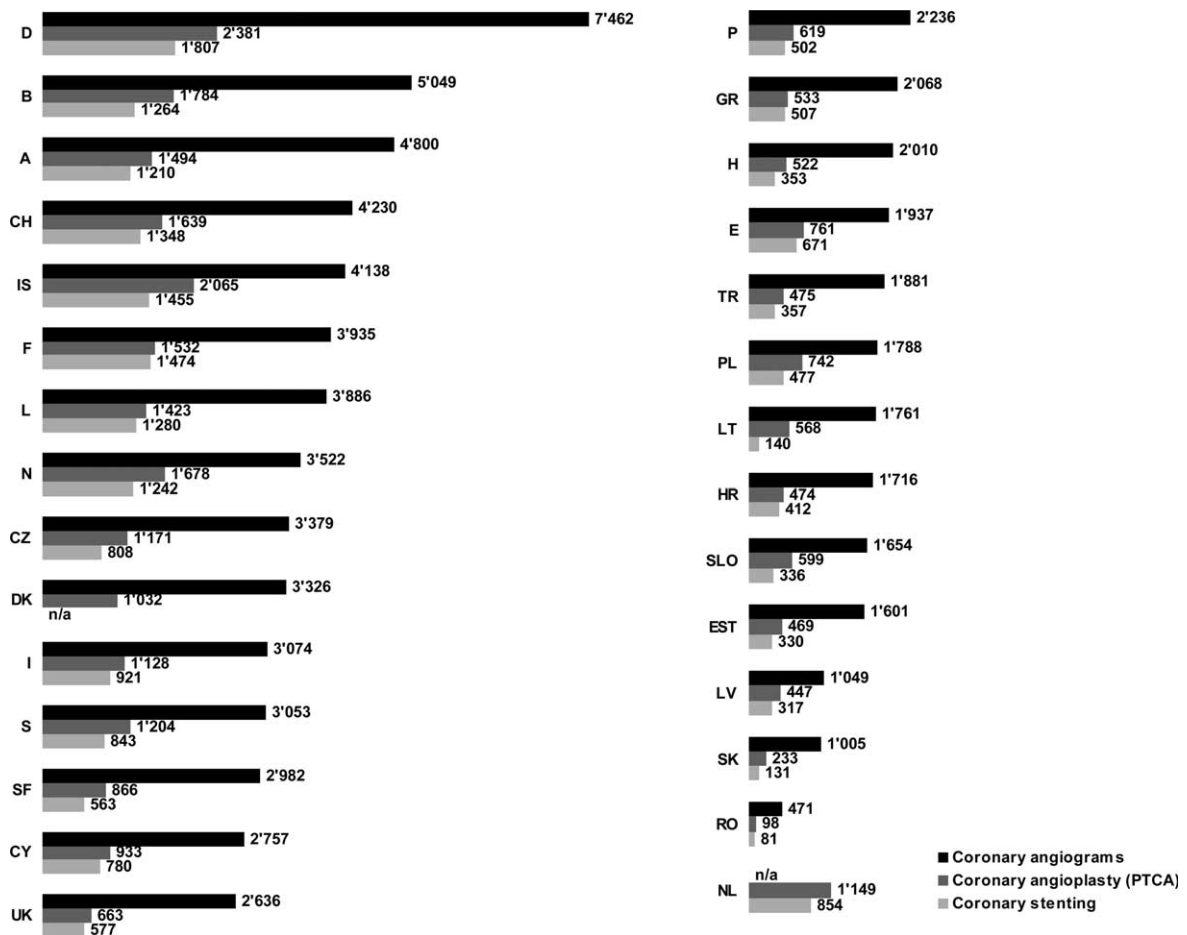 D
7'462
2'381
1'807
B
5'049
1'784
1'264
A
4'800
1'494
1'210
CH
4'230
1'639
1'348
IS
4'138
2'065
1'455
F
3'935
1'532
1'474
L
3'886
1'423
1'280
N
3'522
1'678
1'242
CZ
3'379
1'171
808
DK
3'326
1'032
n/a
I
3'074
1'128
921
S
3'053
1'204
843
SF
2'982
866
563
CY
2'757
933
780
UK
2'636
663
577
P
2'236
619
502
GR
2'068
533
507
H
2'010
522
353
E
1'937
761
671
TR
1'881
475
357
PL
1'788
742
477
LT
1'761
568
140
HR
1'716
474
412
SLO
1'654
599
336
EST
1'601
469
330
LV
1'049
447
317
SK
1'005
233
131
RO
471
98
81
NL
n/a
1'149
854
Coronary angiograms
Coronary angioplasty (PTCA)
Coronary stenting